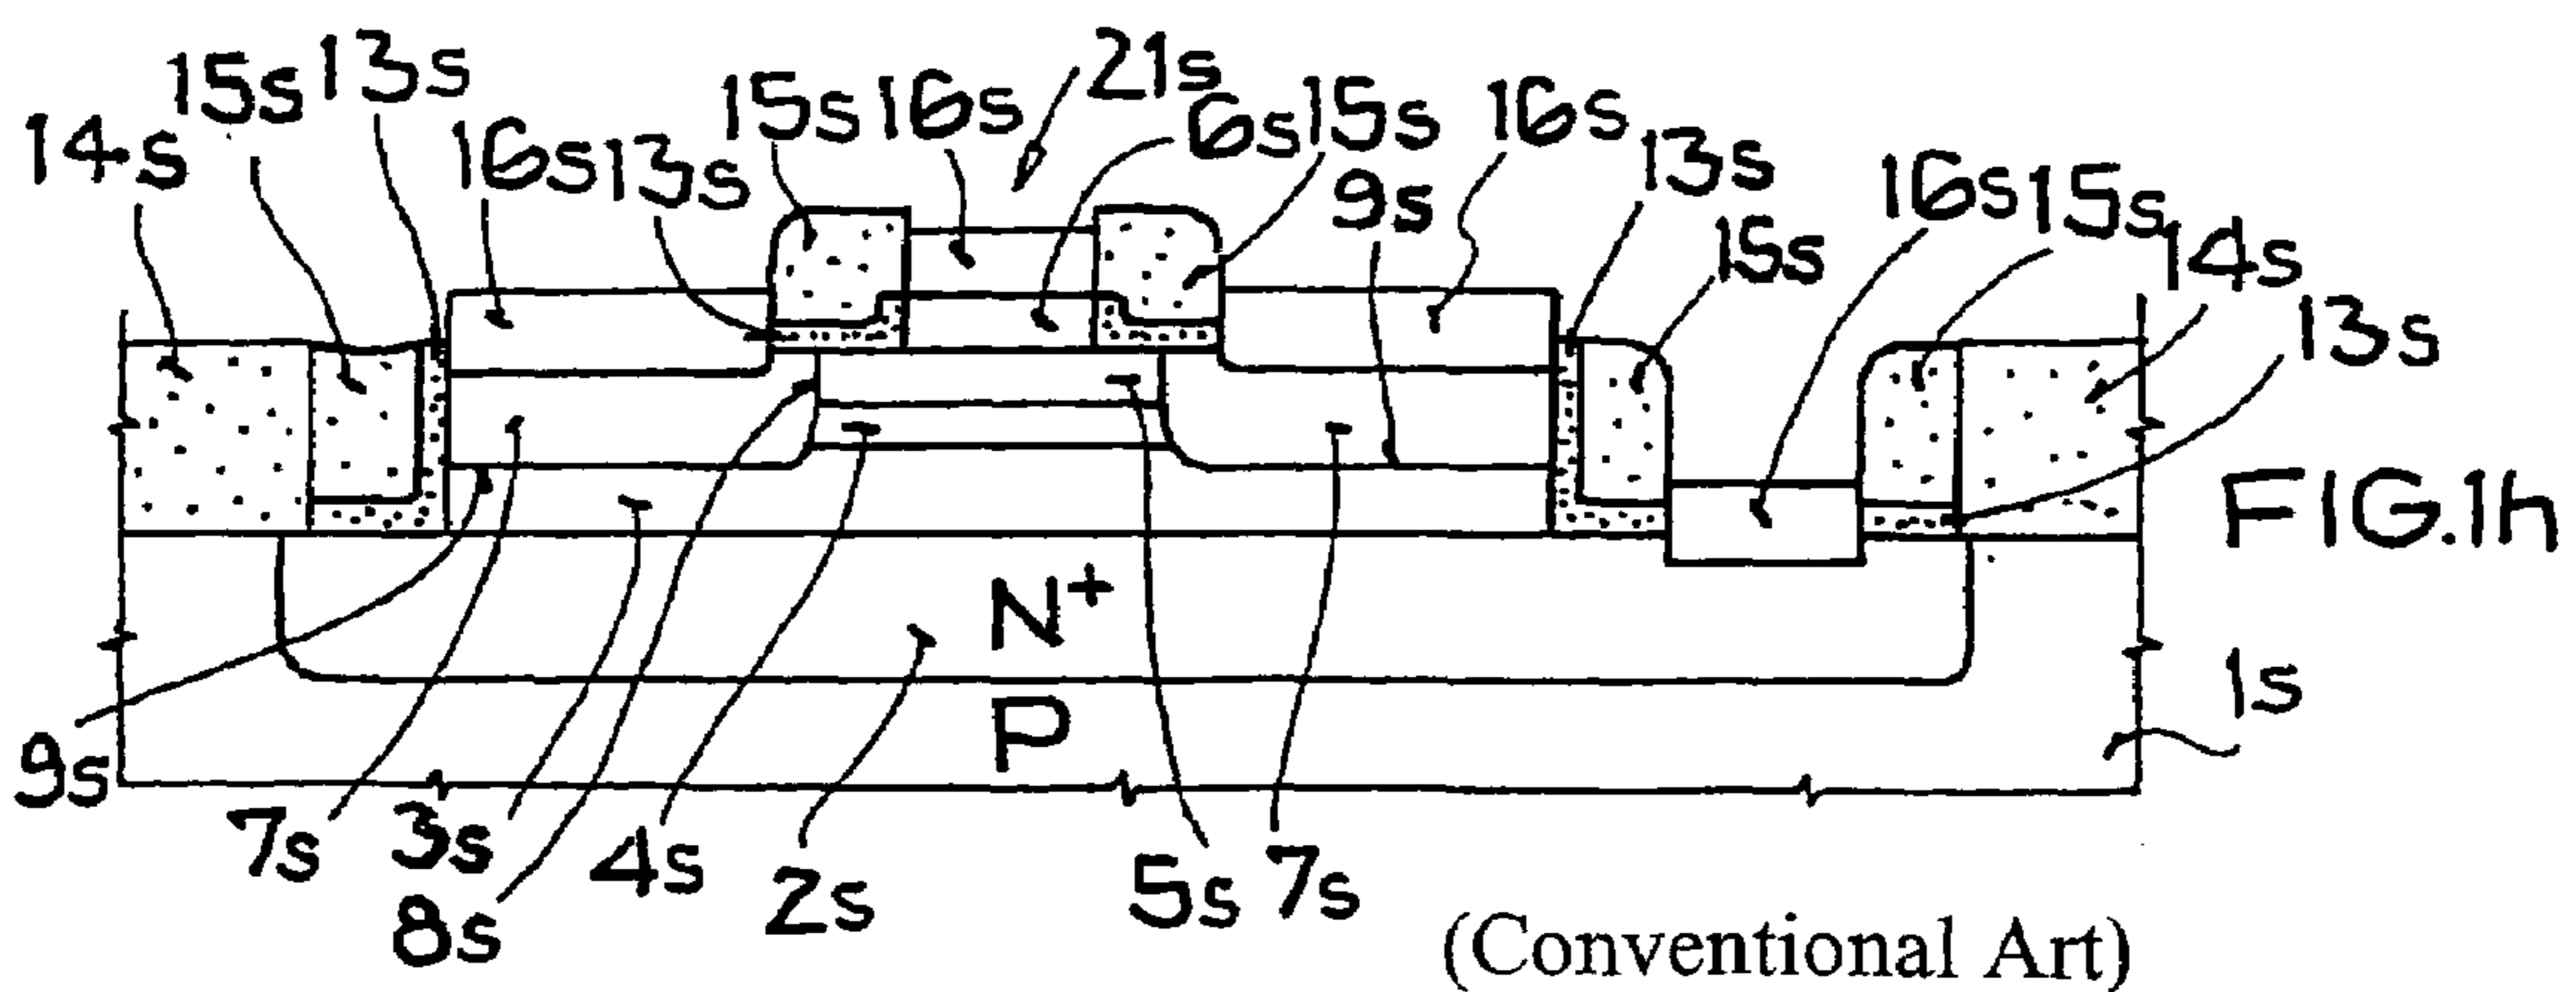 14s 15s 13s 16s 13s 15s 16s 21s 6s 15s 9s 16s 13s 15s 16s 15s 14s 13s
FIG.1h
N+
P
1s
9s 7s 3s 8s 4s 2s 5s 7s
(Conventional Art)